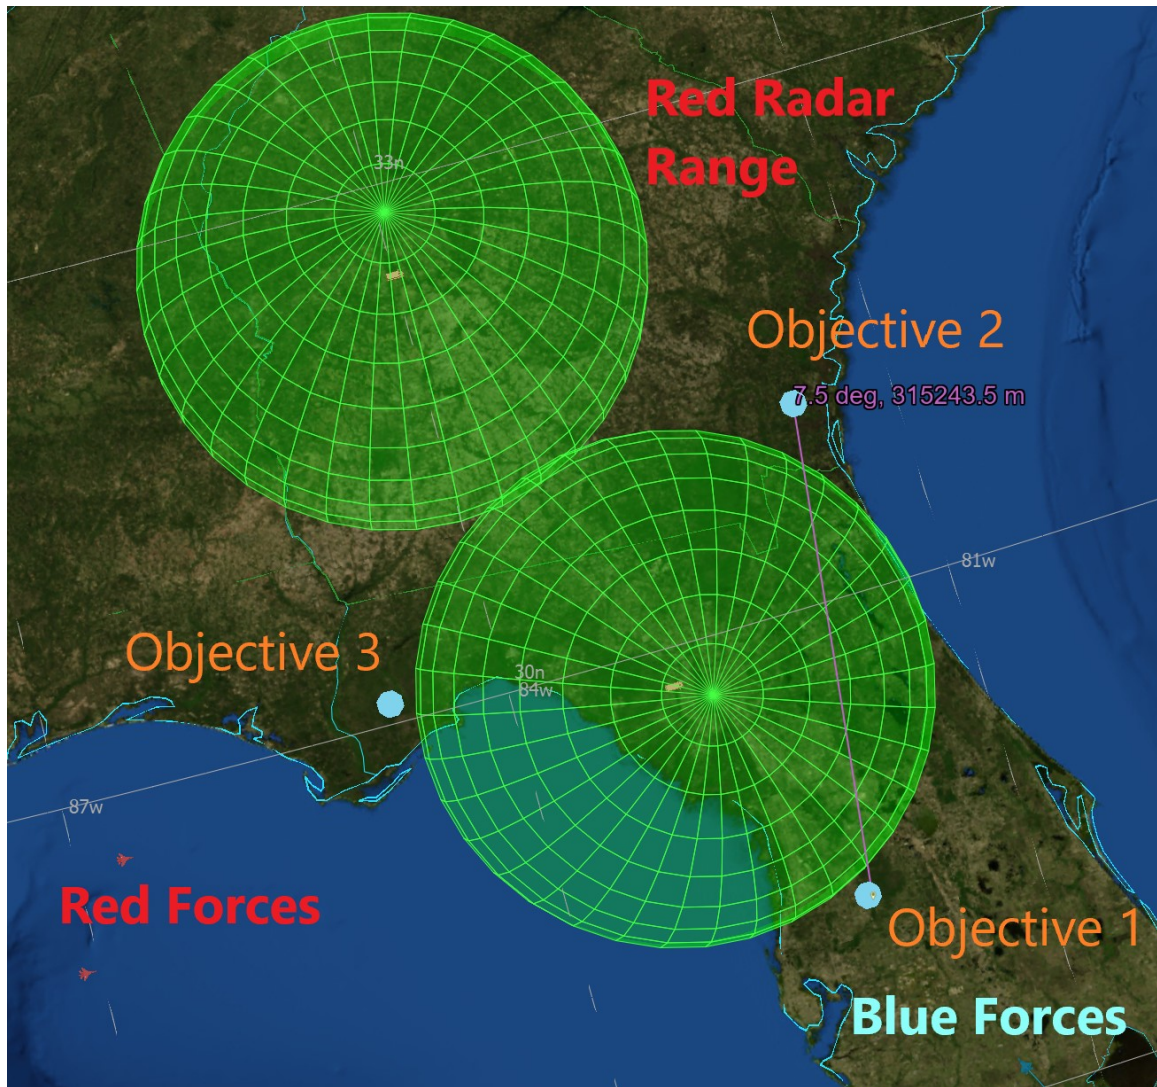 Red Radar
Range
33n
Objective 2
7.5 deg, 315243.5 m
81w
Objective 3
30n
84w
87w
Red Forces
Objective 1
Blue Forces